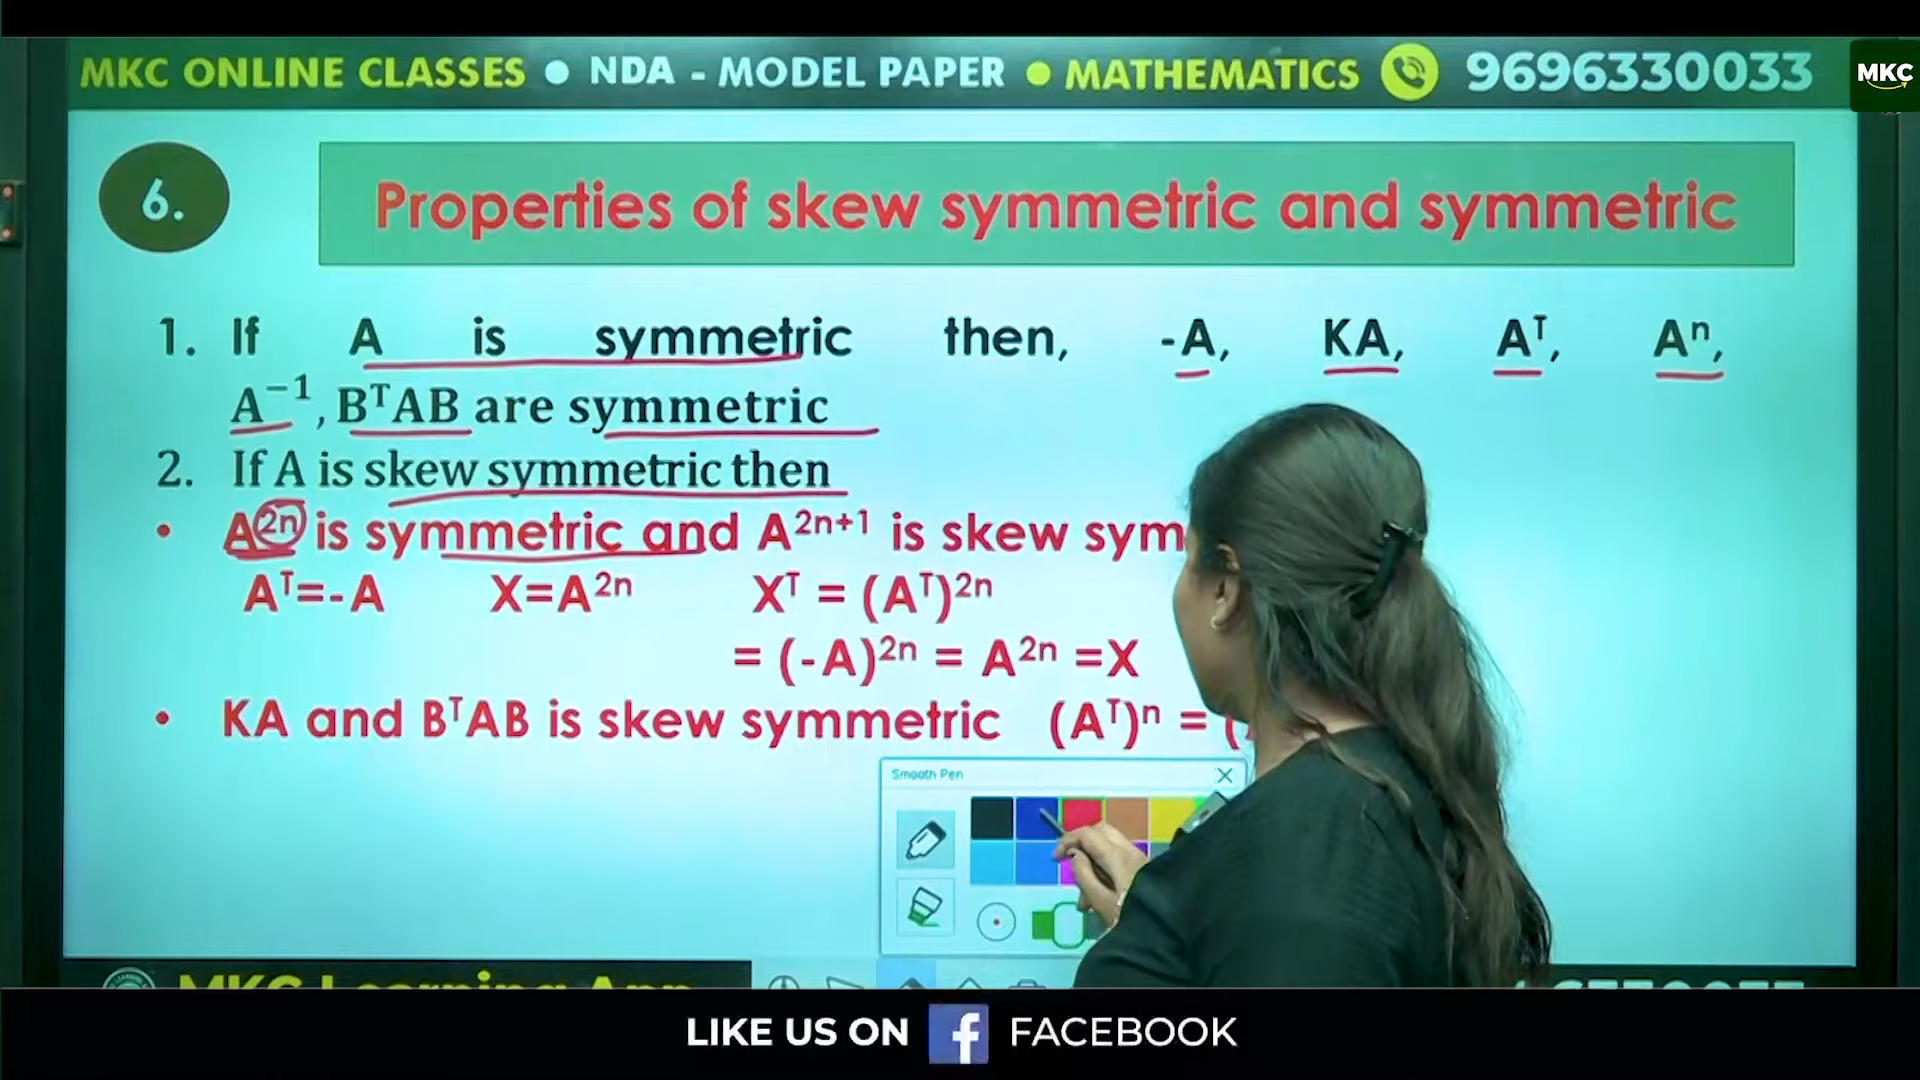 MKC ONLINE CLASSES ● NDA - MODEL PAPER ● MATHEMATICS 9696330033
MKC
6.
Properties of skew symmetric and symmetric
1. If A is symmetric then, -A, KA, Aᵀ, Aⁿ,
A⁻¹, BᵀAB are symmetric
2. If A is skew symmetric then
• A²ⁿ is symmetric and A²ⁿ⁺¹ is skew sym
Aᵀ=-A X=A²ⁿ Xᵀ = (Aᵀ)²ⁿ
= (-A)²ⁿ = A²ⁿ =X
• KA and BᵀAB is skew symmetric (Aᵀ)ⁿ = (
Smooth Pen
MKC Learning App
LIKE US ON f FACEBOOK